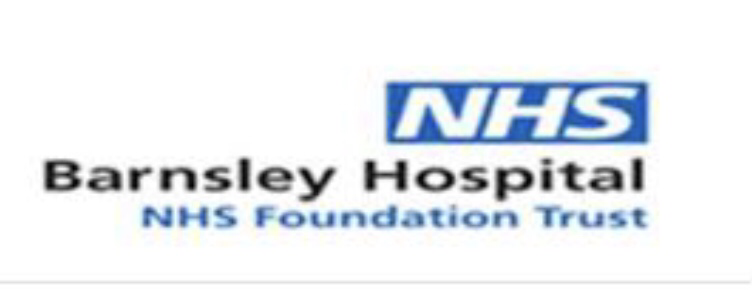 NHS
Barnsley Hospital
NHS Foundation Trust